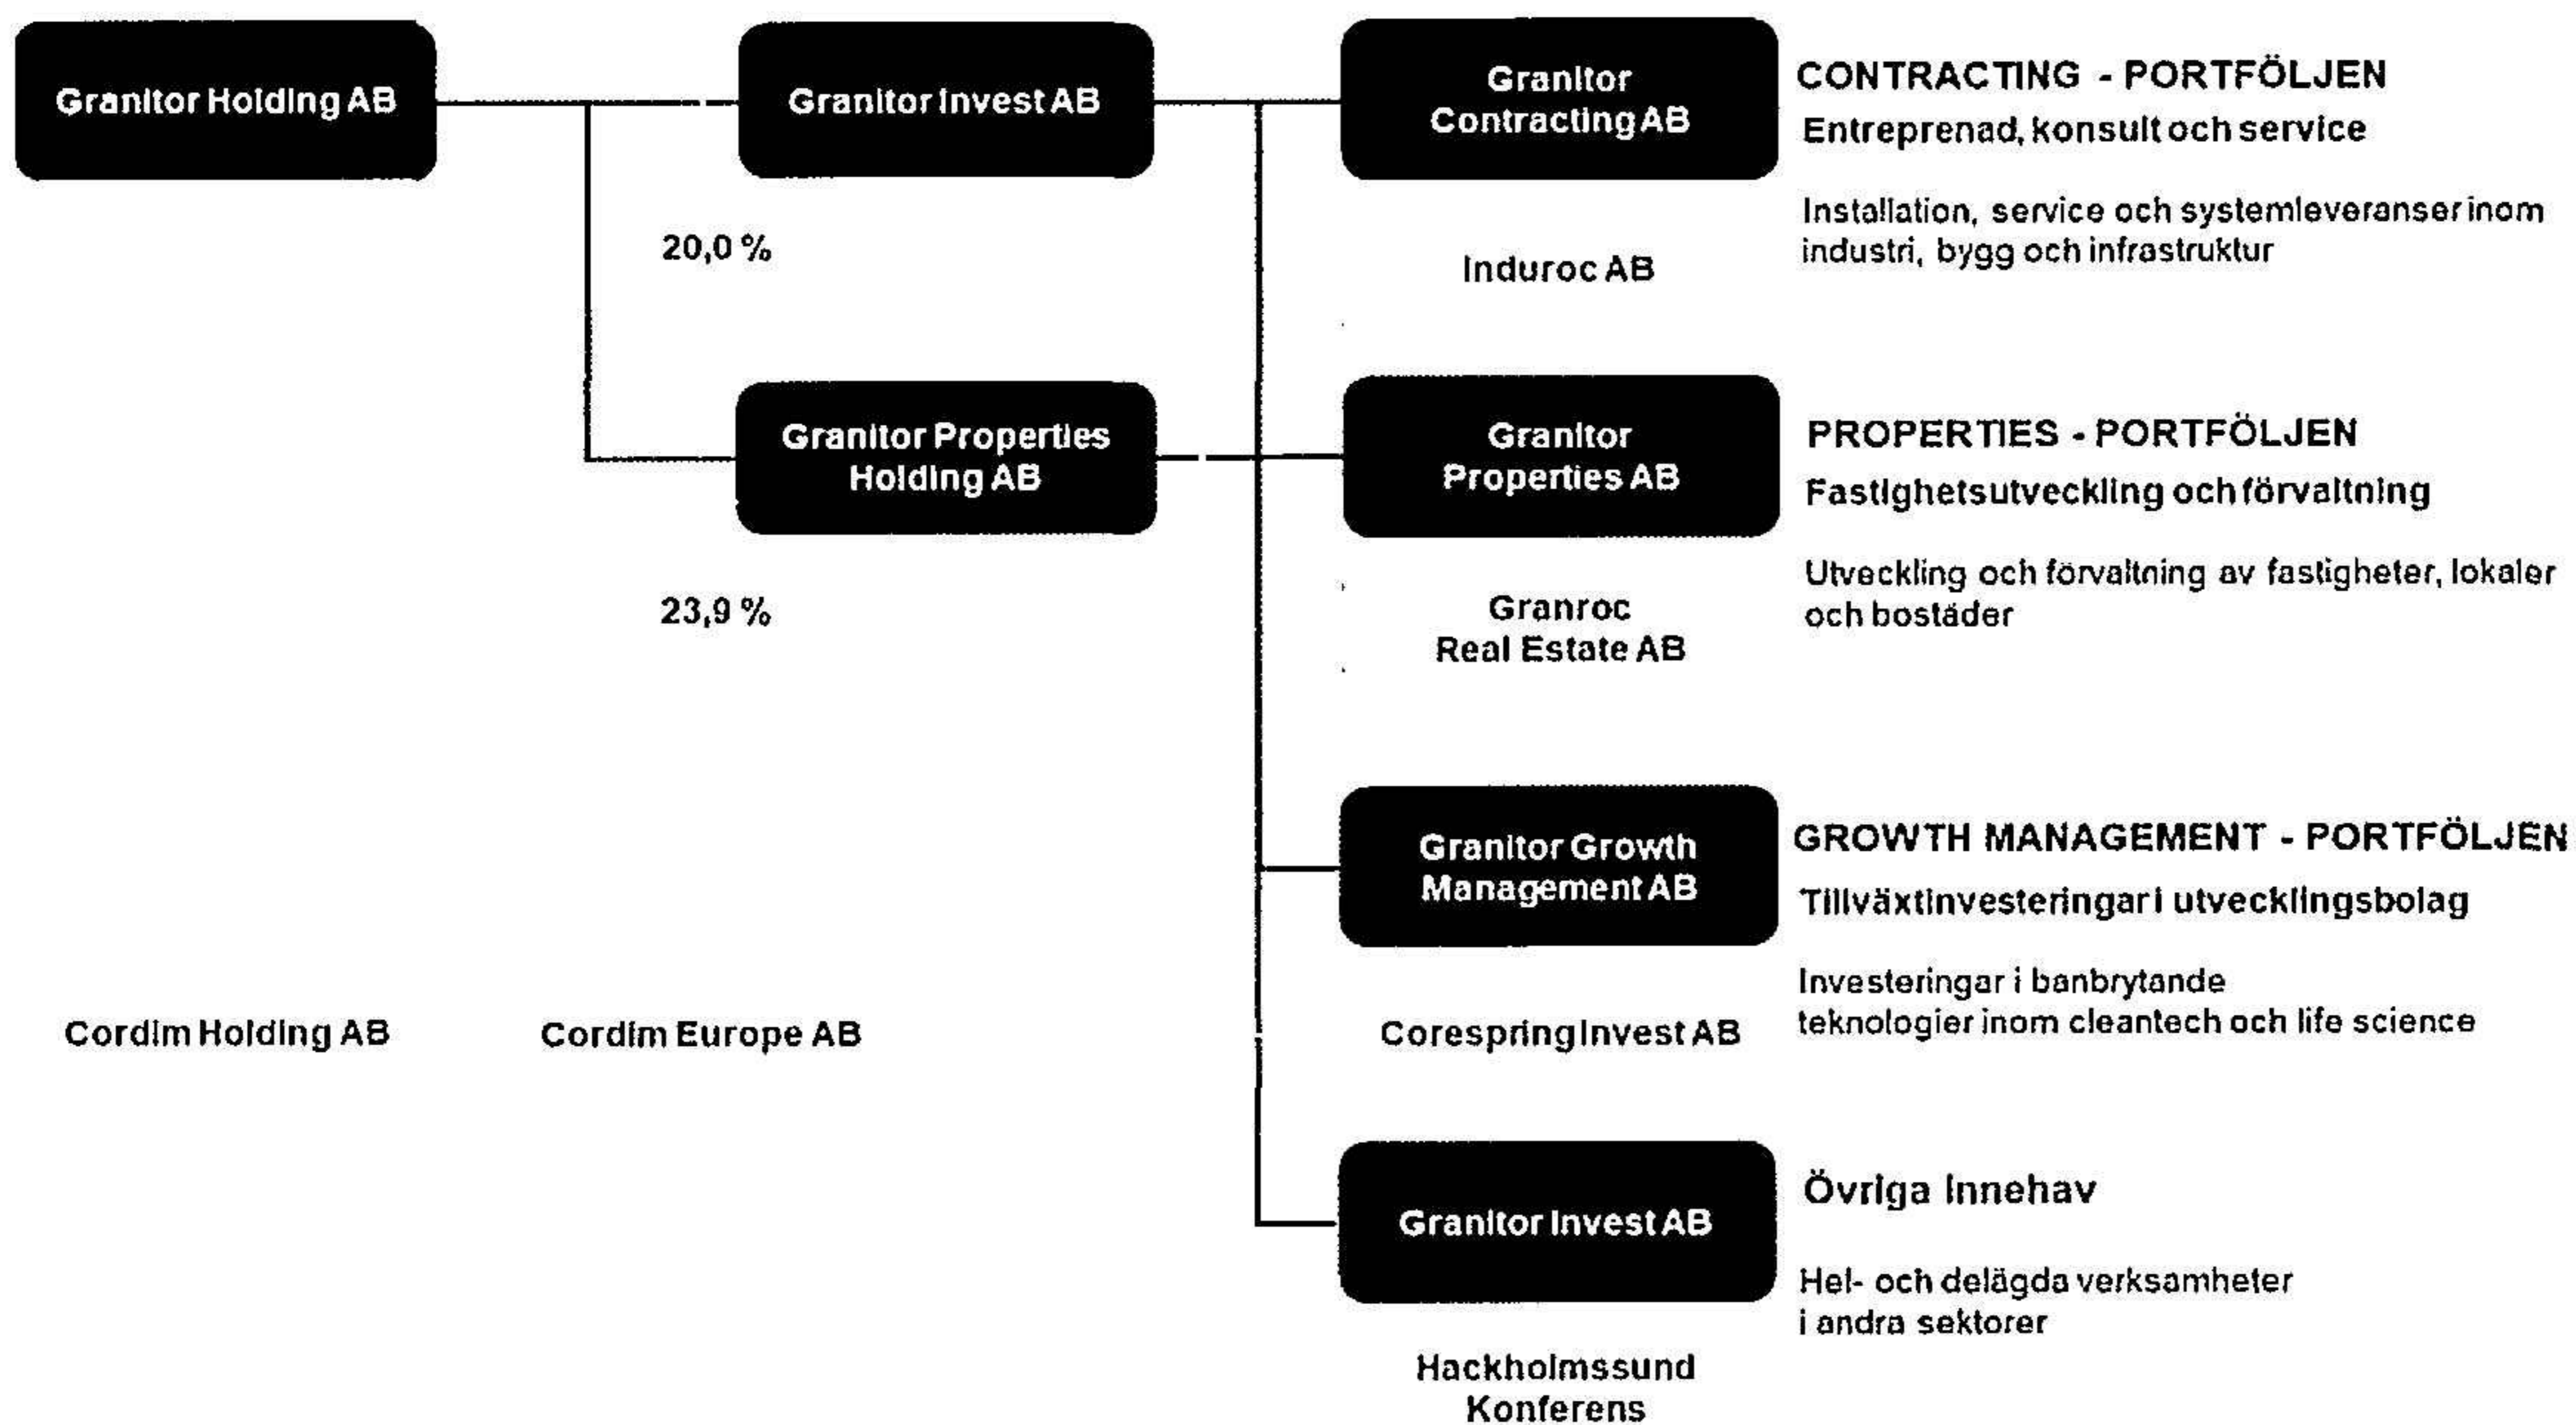 Granitor Holding AB
Granitor Invest AB
Granitor
Contracting AB
CONTRACTING - PORTFÖLJEN
Entreprenad, konsult och service
Installation, service och systemleveranser inom
industri, bygg och infrastruktur
20,0 %
Induroc AB
Granitor Properties
Holding AB
Granitor
Properties AB
PROPERTIES - PORTFÖLJEN
Fastighetsutveckling och förvaltning
Utveckling och förvaltning av fastigheter, lokaler
och bostäder
23,9 %
Granroc
Real Estate AB
Granitor Growth
Management AB
GROWTH MANAGEMENT - PORTFÖLJEN
Tillväxtinvesteringar i utvecklingsbolag
Investeringar i banbrytande
teknologier inom cleantech och life science
Cordim Holding AB
Cordim Europe AB
Corespring Invest AB
Granitor Invest AB
Övriga innehav
Hel- och delägda verksamheter
i andra sektorer
Hackholmssund
Konferens